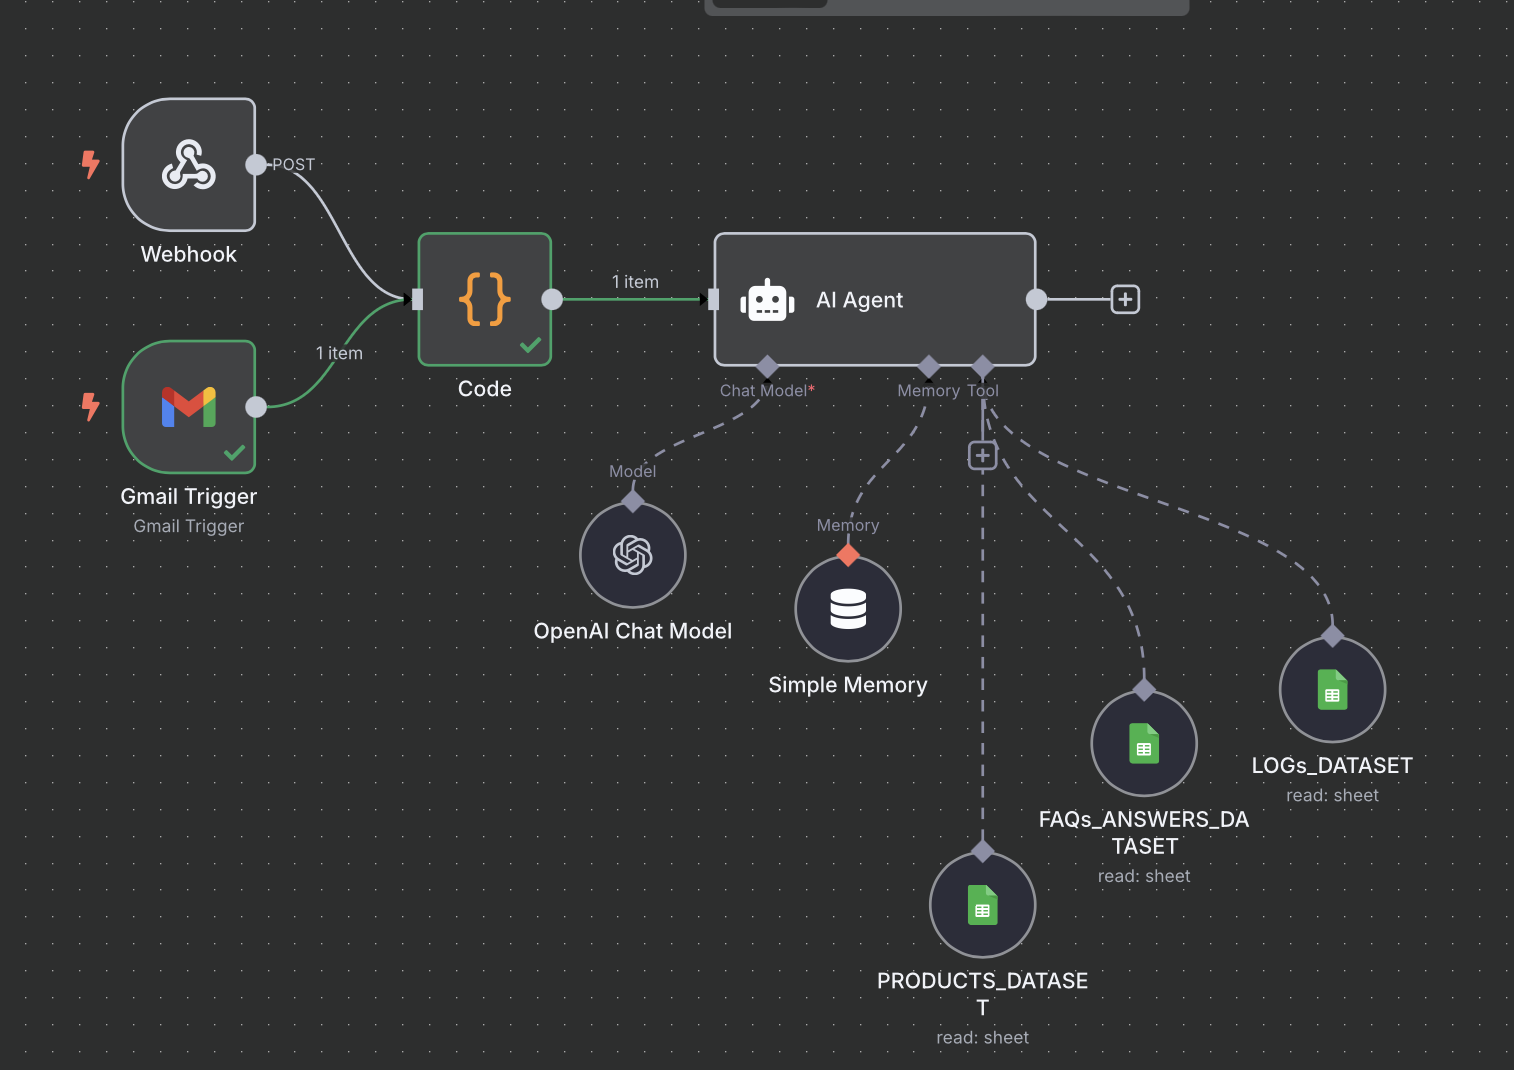 POST
Webhook
1 item
AI Agent
1 item
Code
Chat Model*
Memory
Tool
Model
Gmail Trigger
Gmail Trigger
Memory
OpenAI Chat Model
Simple Memory
LOGs_DATASET
read: sheet
FAQs_ANSWERS_DA
TASET
read: sheet
PRODUCTS_DATASE
T
read: sheet